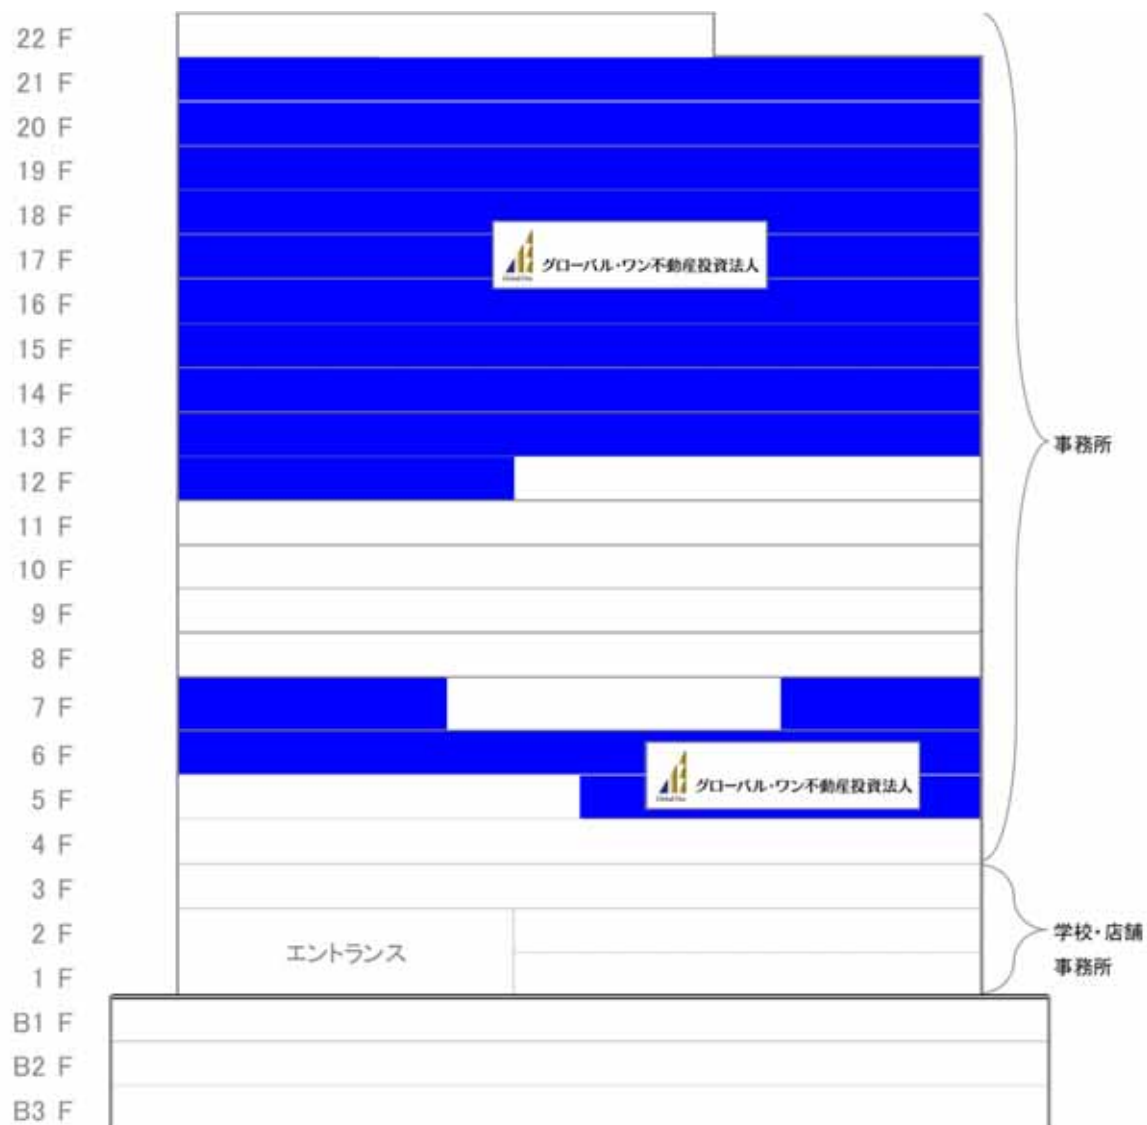 22 F
21 F
20 F
19 F
18 F
17 F
グローバル・ワン不動産投資法人
16 F
15 F
14 F
13 F
事務所
12 F
11 F
10 F
9 F
8 F
7 F
6 F
グローバル・ワン不動産投資法人
5 F
4 F
3 F
2 F
エントランス
学校・店舗
事務所
1 F
B1 F
B2 F
B3 F